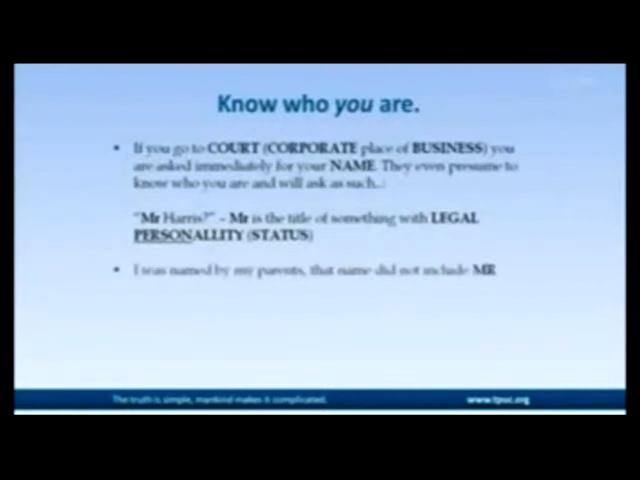 Know who you are.
• If you go to COURT (CORPORATE place of BUSINESS) you
are asked immediately for your NAME. They even presume to
know who you are and will ask as such...
"Mr Harris?" - Mr is the title of something with LEGAL
PERSONALLITY (STATUS)
• I was named by my parents, that name did not include MR
The truth is simple, mankind makes it complicated.
www.tpuc.org